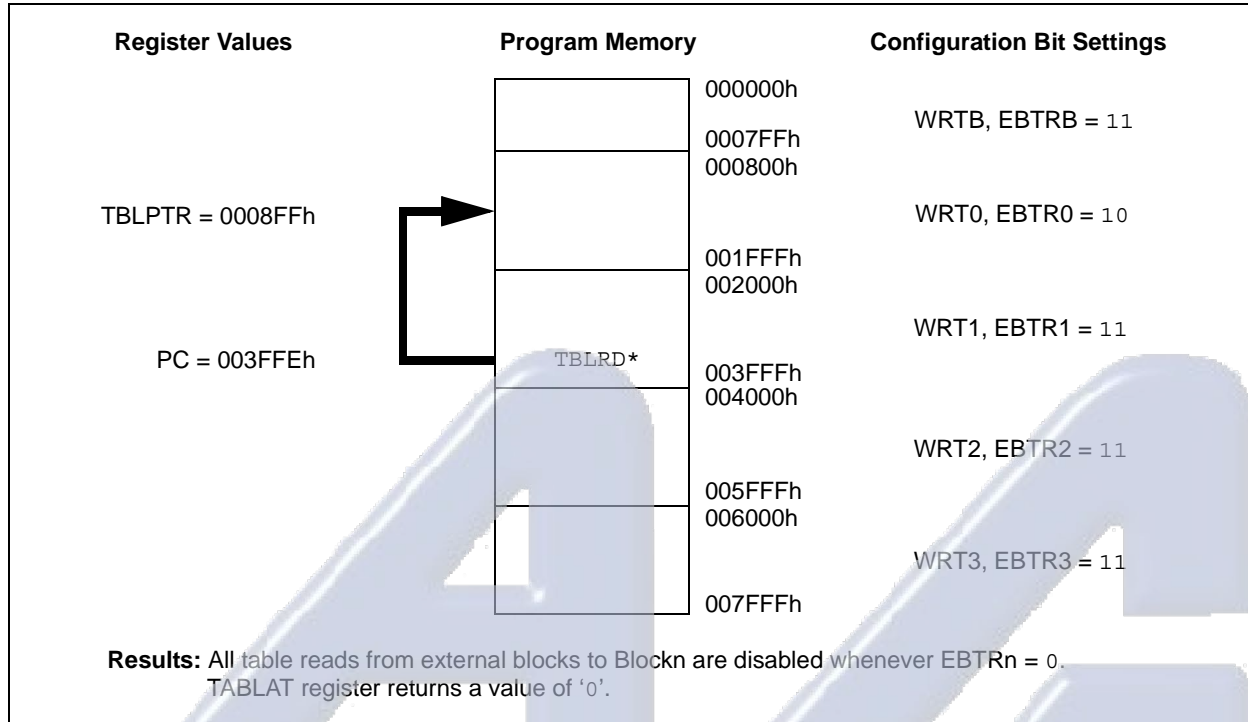 Register Values Program Memory Configuration Bit Settings
000000h
WRTB, EBTRB = 11
0007FFh
000800h
TBLPTR = 0008FFh
WRT0, EBTR0 = 10
001FFFh
002000h
WRT1, EBTR1 = 11
PC = 003FFEh
TBLRD*
003FFFh
004000h
WRT2, EBTR2 = 11
005FFFh
006000h
WRT3, EBTR3 = 11
007FFFh
Results: All table reads from external blocks to Blockn are disabled whenever EBTRn = 0.
TABLAT register returns a value of ‘0’.